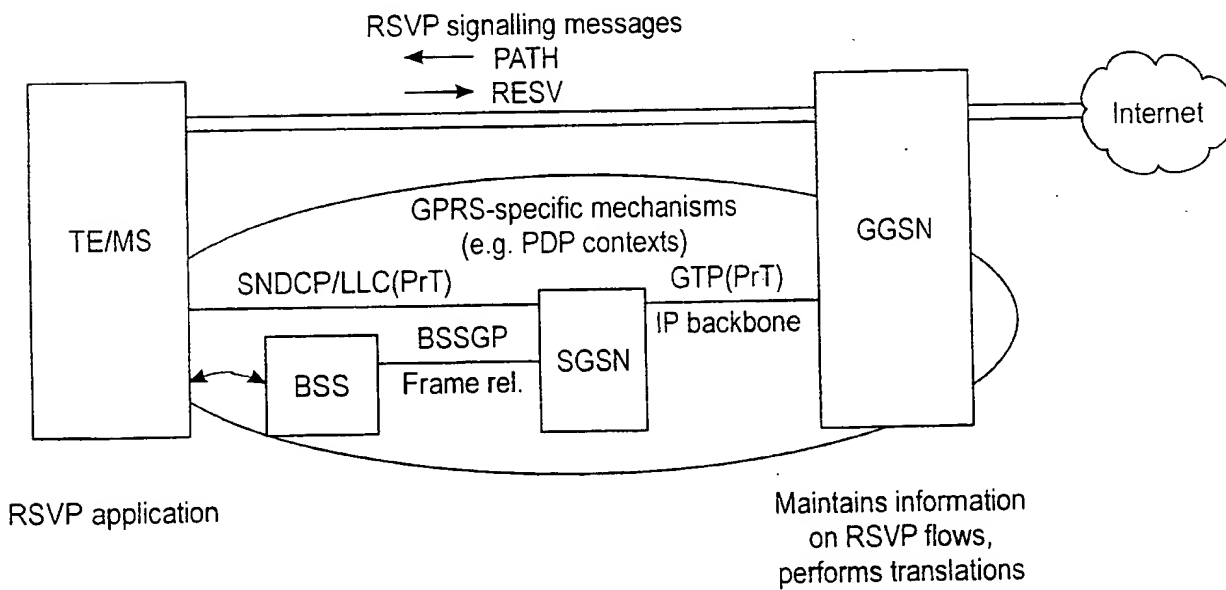 RSVP signalling messages
PATH
RESV
Internet
TE/MS
GPRS-specific mechanisms
(e.g. PDP contexts)
GGSN
SNDCP/LLC(PrT)
GTP(PrT)
IP backbone
BSSGP
SGSN
BSS
Frame rel.
RSVP application
Maintains information
on RSVP flows,
performs translations